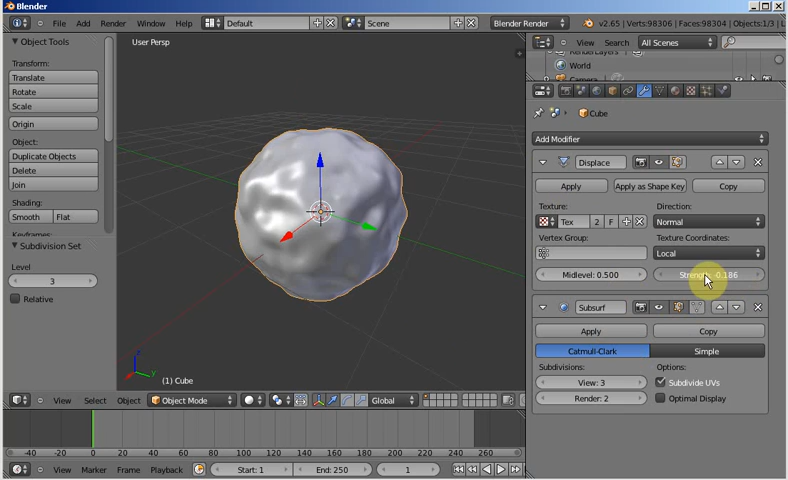 Blender
File Add Render Window Help Default Scene Blender Render v2.65 | Verts:98306 | Faces:98304 | Objects:1/3 |
Object Tools
Transform:
Translate
Rotate
Scale
Origin
Object:
Duplicate Objects
Delete
Join
Shading:
Smooth Flat
Subdivision Set
Level
3
Relative
User Persp
(1) Cube
View Select Add Object Object Mode Global
-40 -20 0 20 40 60 80 100 120 140 160 180 200 220 240 260
View Marker Frame Playback Start: 1 End: 250 1
View Search All Scenes
World
Cube
Add Modifier
Displace
Apply Apply as Shape Key Copy
Texture: Direction:
Tex 2 F Normal
Vertex Group: Texture Coordinates:
Local
Midlevel: 0.500 0.186
Subsurf
Apply Copy
Catmull-Clark Simple
Subdivisions: Options:
View: 3 Subdivide UVs
Render: 2 Optimal Display